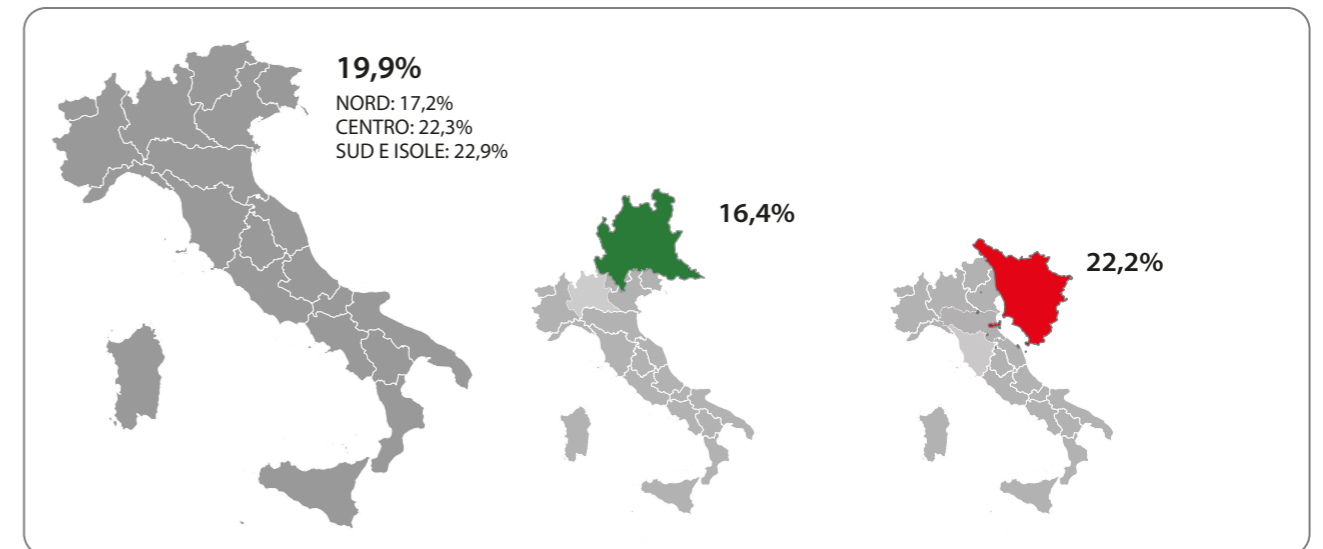 19,9%
NORD: 17,2%
CENTRO: 22,3%
SUD E ISOLE: 22,9%
16,4%
22,2%